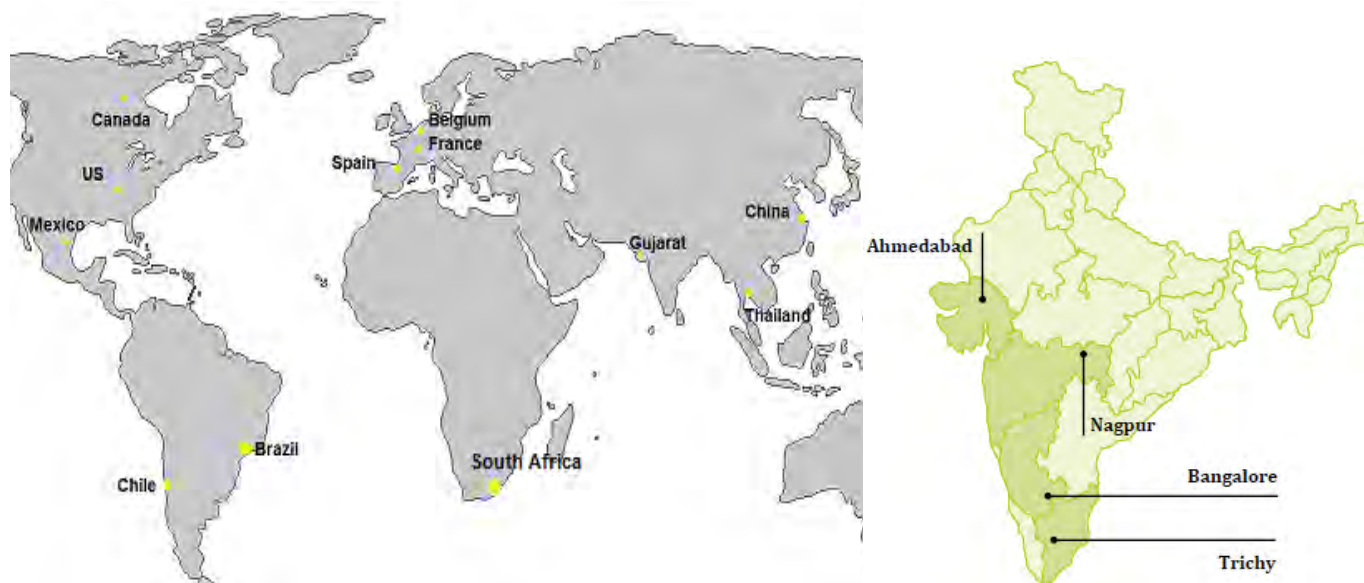 Canada
US
Mexico
Belgium
France
Spain
China
Gujarat
Thailand
Brazil
South Africa
Chile
Ahmedabad
Nagpur
Bangalore
Trichy